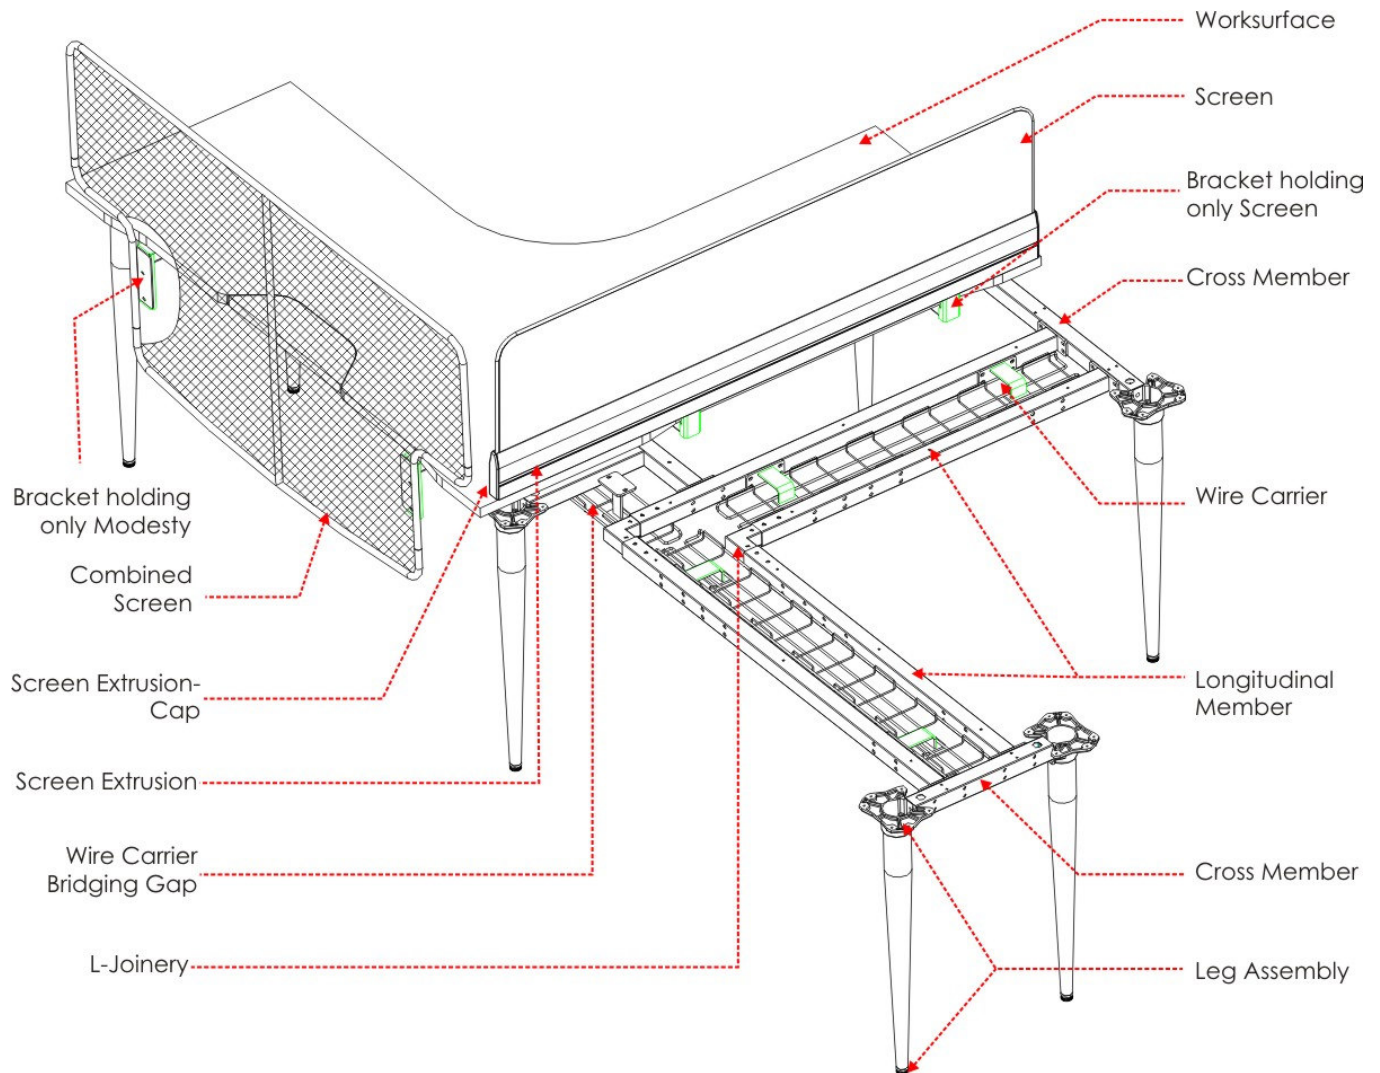 Worksurface
Screen
Bracket holding
only Screen
Cross Member
Wire Carrier
Longitudinal
Member
Cross Member
Leg Assembly
Bracket holding
only Modesty
Combined
Screen
Screen Extrusion-
Cap
Screen Extrusion
Wire Carrier
Bridging Gap
L-Joinery